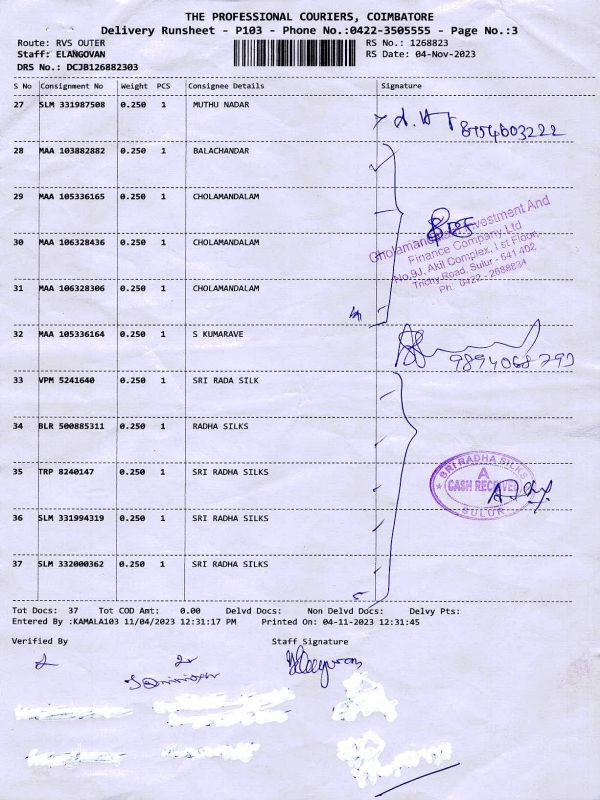 THE PROFESSIONAL COURIERS, COIMBATORE
Delivery Runsheet - P103 - Phone No.:0422-3505555 - Page No.:3
Route: RVS OUTER RS No.: 1268823
Staff: ELANGOVAN RS Date: 04-Nov-2023
DRS No.: DCJB126882303
S No Consignment No Weight PCS Consignee Details Signature
27 SLM 331987508 0.250 1 MUTHU NADAR
28 MAA 103882882 0.250 1 BALACHANDAR
29 MAA 105336165 0.250 1 CHOLAMANDALAM
30 MAA 106328436 0.250 1 CHOLAMANDALAM
Cholamandalam Investment And
Finance Company Ltd
No.9J, Akil Complex, I st Floor,
Trichy Road, Sulur - 641 402
Ph: 0422 - 2688834
31 MAA 106328306 0.250 1 CHOLAMANDALAM
32 MAA 105336164 0.250 1 S KUMARAVE
9894068790
33 VPM 5241640 0.250 1 SRI RADA SILK
34 BLR 500885311 0.250 1 RADHA SILKS
35 TRP 8240147 0.250 1 SRI RADHA SILKS
SRI RADHA SILKS
A
CASH RECEIVED
SULUR
36 SLM 331994319 0.250 1 SRI RADHA SILKS
37 SLM 332000362 0.250 1 SRI RADHA SILKS
Tot Docs: 37 Tot COD Amt: 0.00 Delvd Docs: Non Delvd Docs: Delvy Pts:
Entered By :KAMALA103 11/04/2023 12:31:17 PM Printed On: 04-11-2023 12:31:45
Verified By Staff Signature